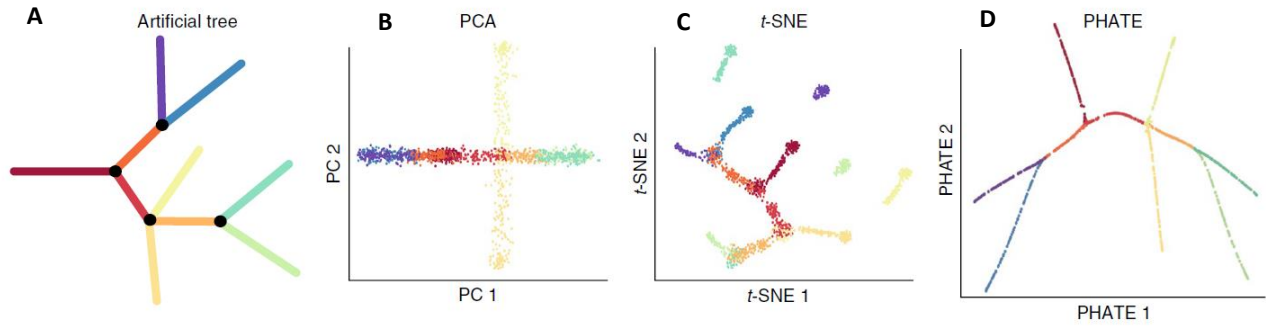 A
Artificial tree
B
PCA
PC 2
PC 1
C
t-SNE
t-SNE 2
t-SNE 1
D
PHATE
PHATE 2
PHATE 1